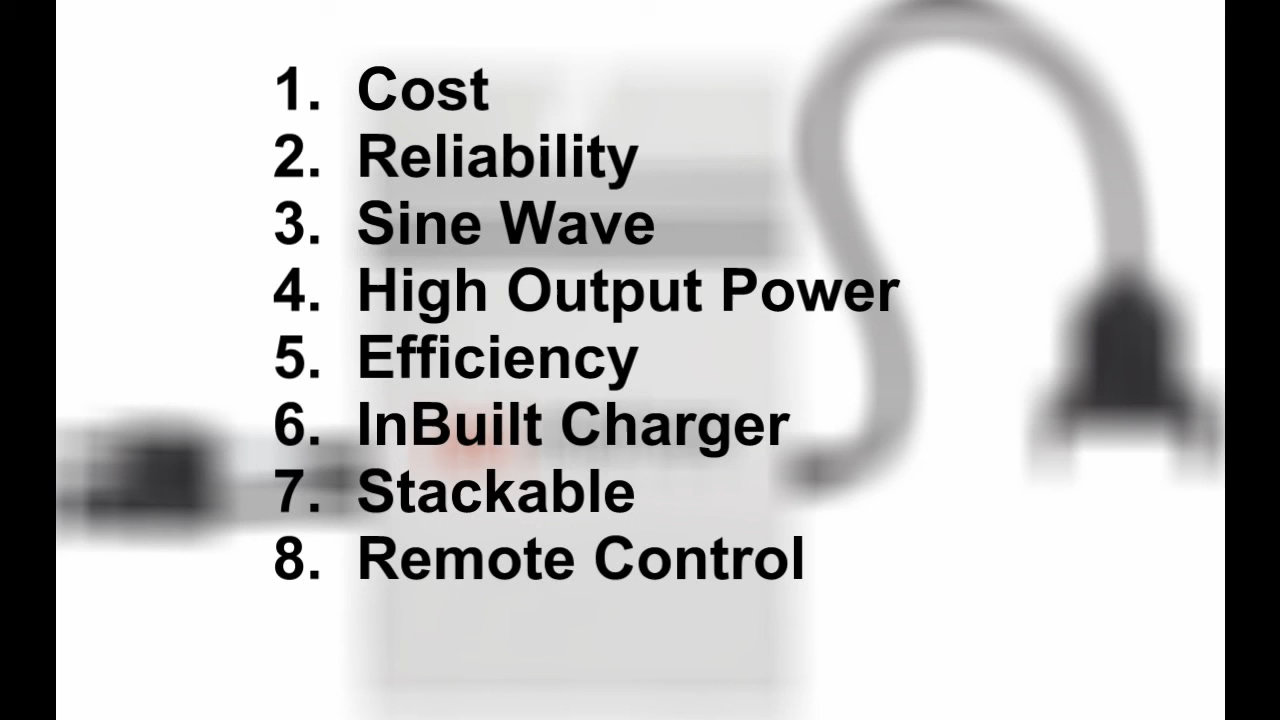 1. Cost
2. Reliability
3. Sine Wave
4. High Output Power
5. Efficiency
6. InBuilt Charger
7. Stackable
8. Remote Control